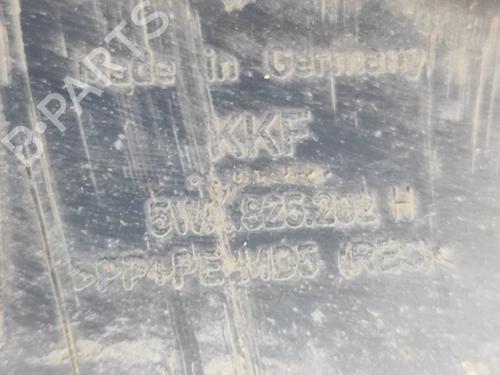 B-PARTS
Made in Germany
KKF
5WA.825.202 H
>PP+PE-MD5 (REC)<